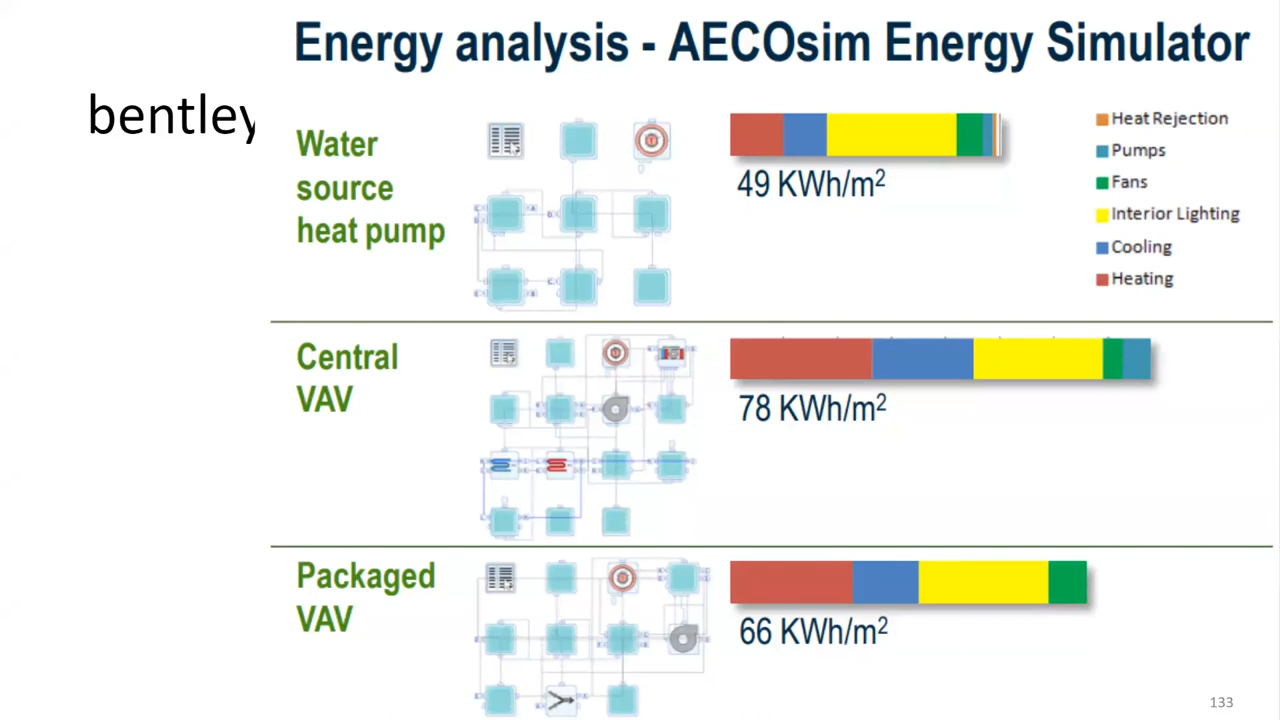 Energy analysis - AECOsim Energy Simulator
bentley
Water
source
heat pump
49 KWh/m²
Heat Rejection
Pumps
Fans
Interior Lighting
Cooling
Heating
Central
VAV
78 KWh/m²
Packaged
VAV
66 KWh/m²
133